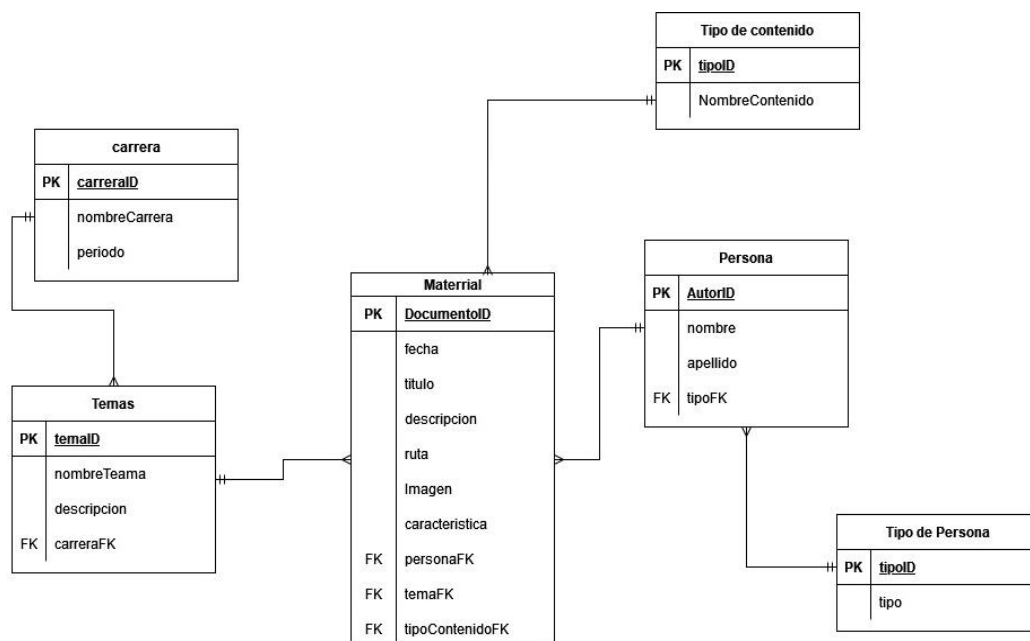 Tipo de contenido
PK tipoID
NombreContenido
carrera
PK carreraID
nombreCarrera
periodo
Persona
PK AutorID
nombre
apellido
FK tipoFK
Materrial
PK DocumentoID
fecha
titulo
descripcion
ruta
Imagen
caracteristica
FK personaFK
FK temaFK
FK tipoContenidoFK
Temas
PK temaID
nombreTeama
descripcion
FK carreraFK
Tipo de Persona
PK tipoID
tipo